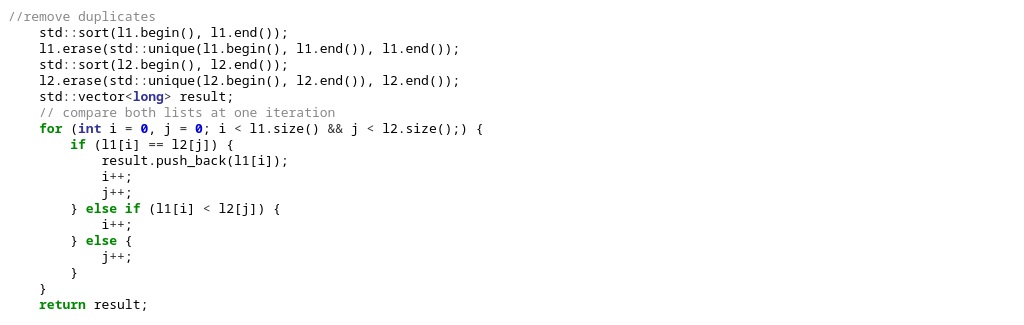 //remove duplicates
    std::sort(l1.begin(), l1.end());
    l1.erase(std::unique(l1.begin(), l1.end()), l1.end());
    std::sort(l2.begin(), l2.end());
    l2.erase(std::unique(l2.begin(), l2.end()), l2.end());
    std::vector<long> result;
    // compare both lists at one iteration
    for (int i = 0, j = 0; i < l1.size() && j < l2.size();) {
        if (l1[i] == l2[j]) {
            result.push_back(l1[i]);
            i++;
            j++;
        } else if (l1[i] < l2[j]) {
            i++;
        } else {
            j++;
        }
    }
    return result;